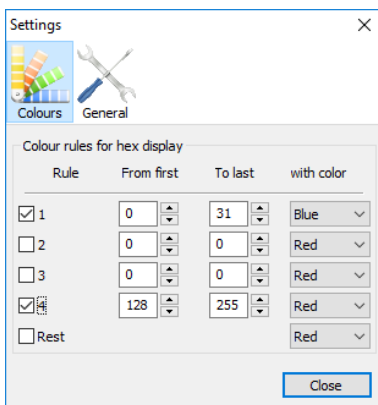 Settings
Colours General
Colour rules for hex display
Rule From first To last with color
1 0 31 Blue
2 0 0 Red
3 0 0 Red
4 128 255 Red
Rest Red
Close